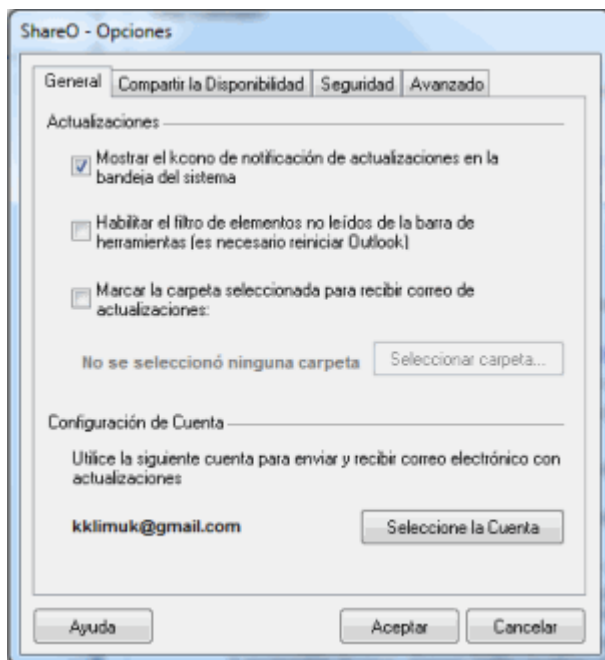 ShareO - Opciones
General Compartir la Disponibilidad Seguridad Avanzado
Actualizaciones
Mostrar el kcono de notificación de actualizaciones en la
bandeja del sistema
Habilitar el filtro de elementos no leídos de la barra de
herramientas (es necesario reiniciar Outlook)
Marcar la carpeta seleccionada para recibir correo de
actualizaciones:
No se seleccionó ninguna carpeta Seleccionar carpeta...
Configuración de Cuenta
Utilice la siguiente cuenta para enviar y recibir correo electrónico con
actualizaciones
kklimuk@gmail.com Seleccione la Cuenta
Ayuda Aceptar Cancelar